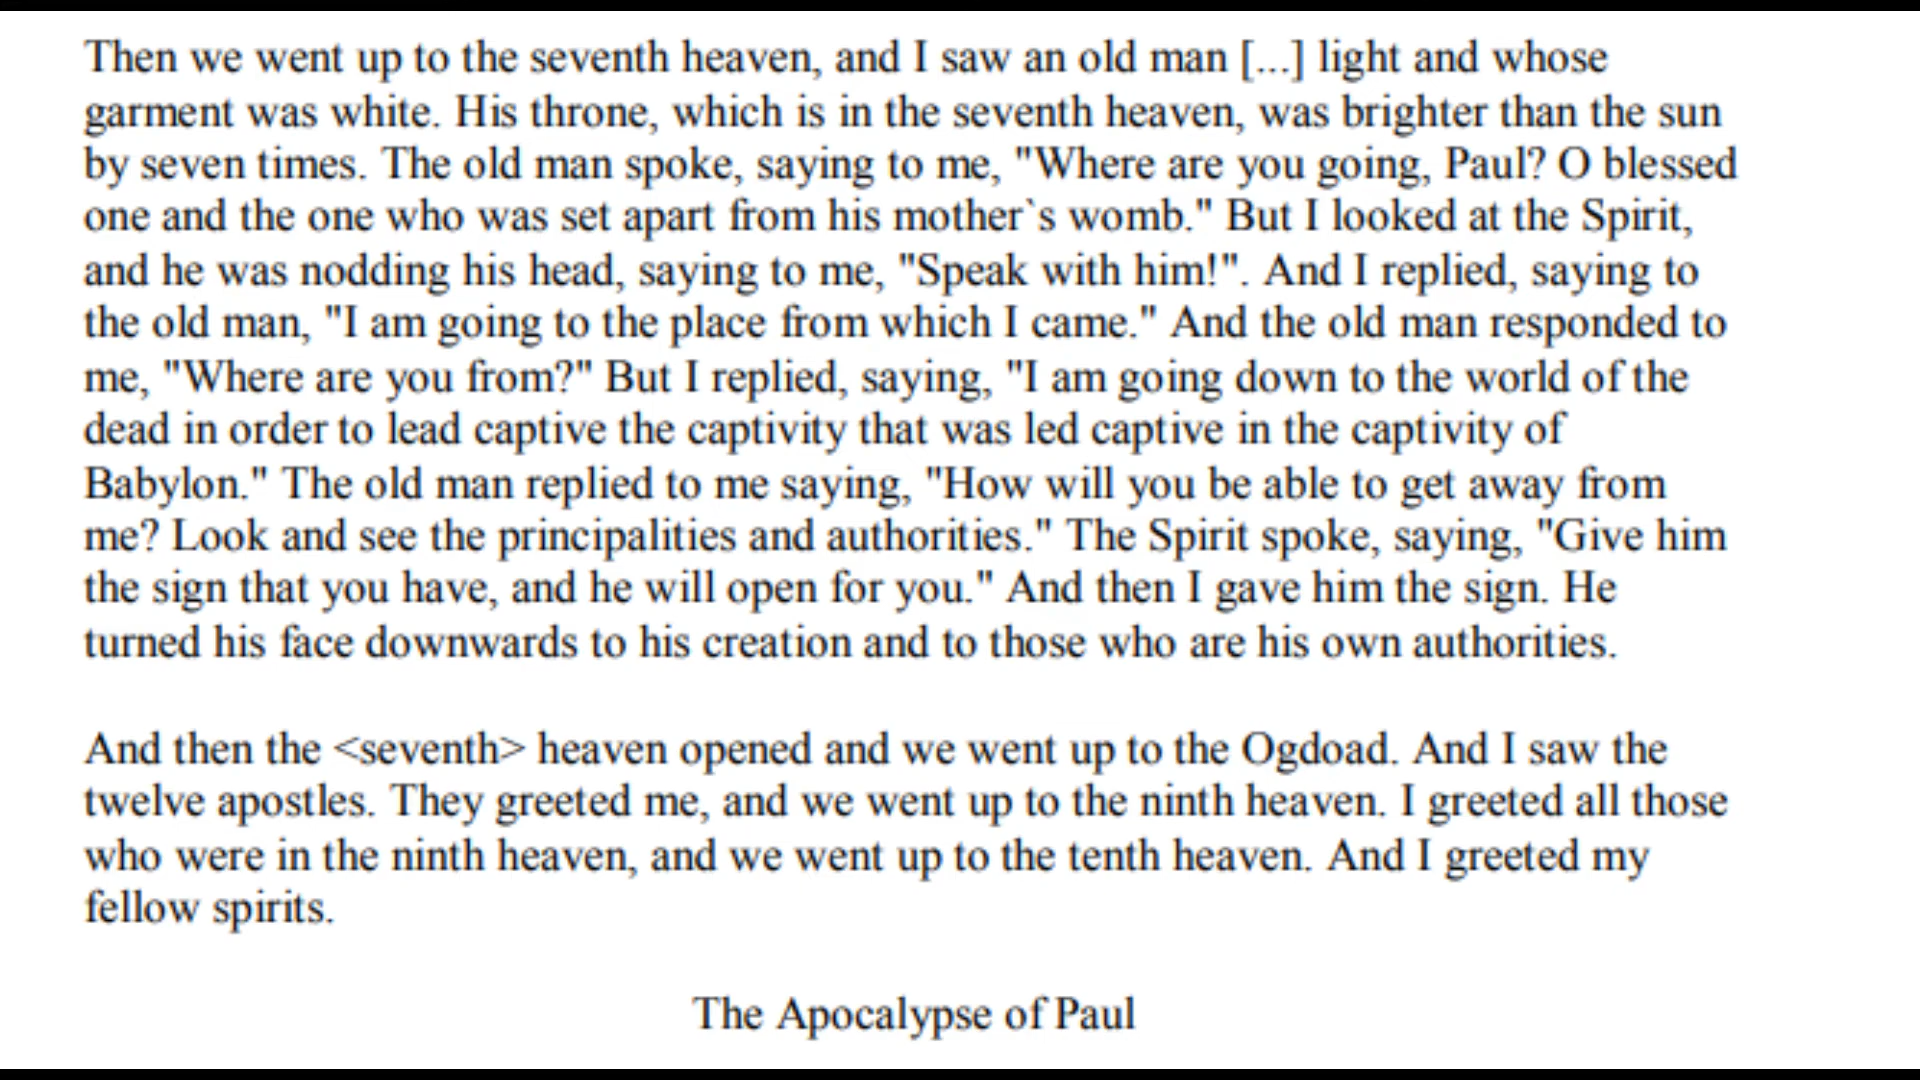 Then we went up to the seventh heaven, and I saw an old man [...] light and whose
garment was white. His throne, which is in the seventh heaven, was brighter than the sun
by seven times. The old man spoke, saying to me, "Where are you going, Paul? O blessed
one and the one who was set apart from his mother`s womb." But I looked at the Spirit,
and he was nodding his head, saying to me, "Speak with him!". And I replied, saying to
the old man, "I am going to the place from which I came." And the old man responded to
me, "Where are you from?" But I replied, saying, "I am going down to the world of the
dead in order to lead captive the captivity that was led captive in the captivity of
Babylon." The old man replied to me saying, "How will you be able to get away from
me? Look and see the principalities and authorities." The Spirit spoke, saying, "Give him
the sign that you have, and he will open for you." And then I gave him the sign. He
turned his face downwards to his creation and to those who are his own authorities.
And then the <seventh> heaven opened and we went up to the Ogdoad. And I saw the
twelve apostles. They greeted me, and we went up to the ninth heaven. I greeted all those
who were in the ninth heaven, and we went up to the tenth heaven. And I greeted my
fellow spirits.
The Apocalypse of Paul